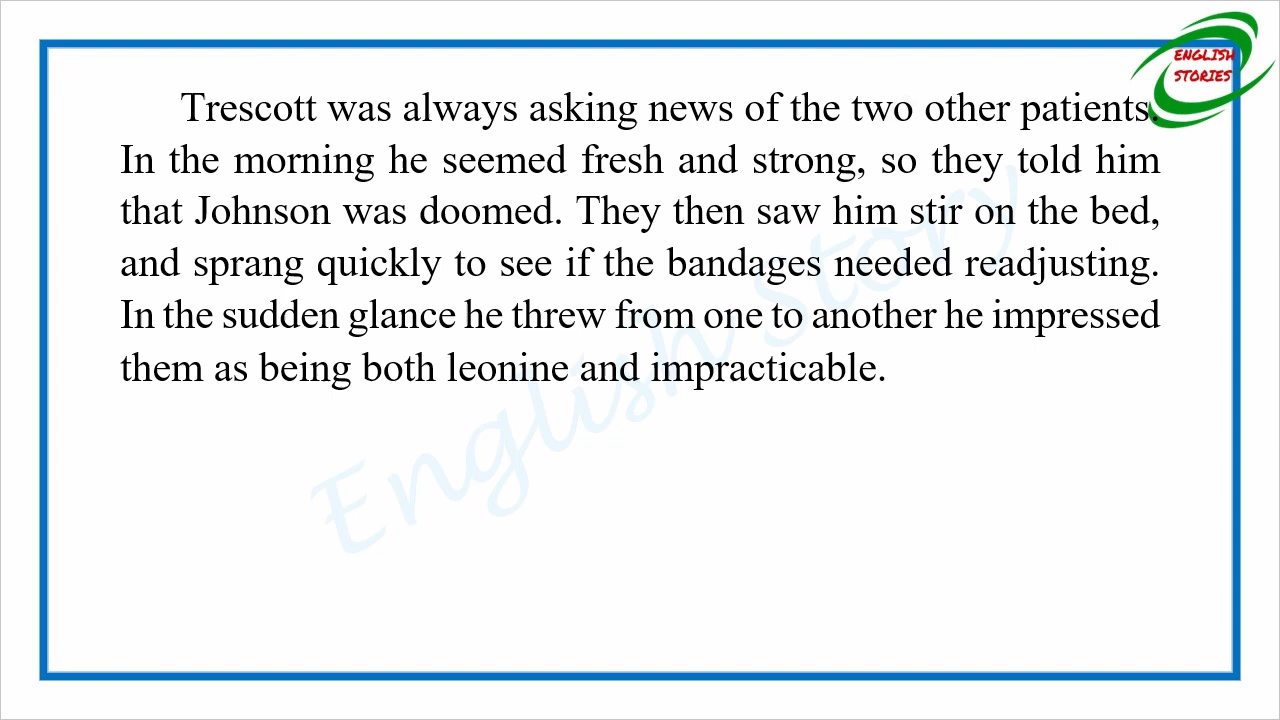 ENGLISH
STORIES
Trescott was always asking news of the two other patients.
In the morning he seemed fresh and strong, so they told him
that Johnson was doomed. They then saw him stir on the bed,
and sprang quickly to see if the bandages needed readjusting.
In the sudden glance he threw from one to another he impressed
them as being both leonine and impracticable.
English Story